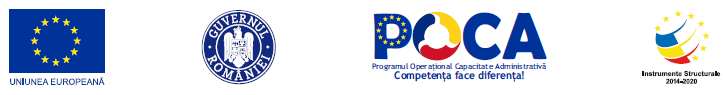 UNIUNEA EUROPEANĂ
GUVERNUL ROMÂNIEI
POCA
Programul Operațional Capacitate Administrativă
Competența face diferența!
Instrumente Structurale
2014-2020